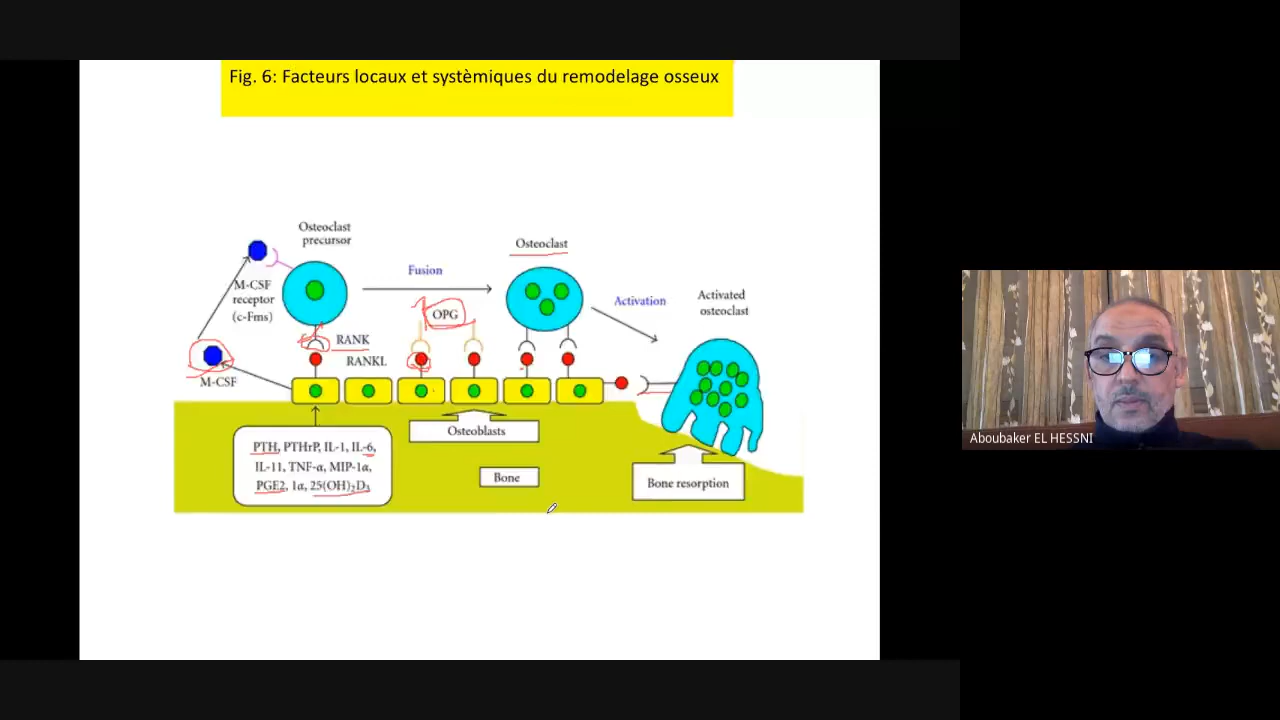 Fig. 6: Facteurs locaux et systèmiques du remodelage osseux
Osteoclast
precursor
Osteoclast
Fusion
M-CSF
receptor
(c-Fms)
Activation
Activated
osteoclast
OPG
RANK
RANKL
M-CSF
Osteoblasts
PTH, PTHrP, IL-1, IL-6,
IL-11, TNF-α, MIP-1α,
PGE2, 1α, 25(OH)₂D₃
Bone
Bone resorption
Aboubaker EL HESSNI